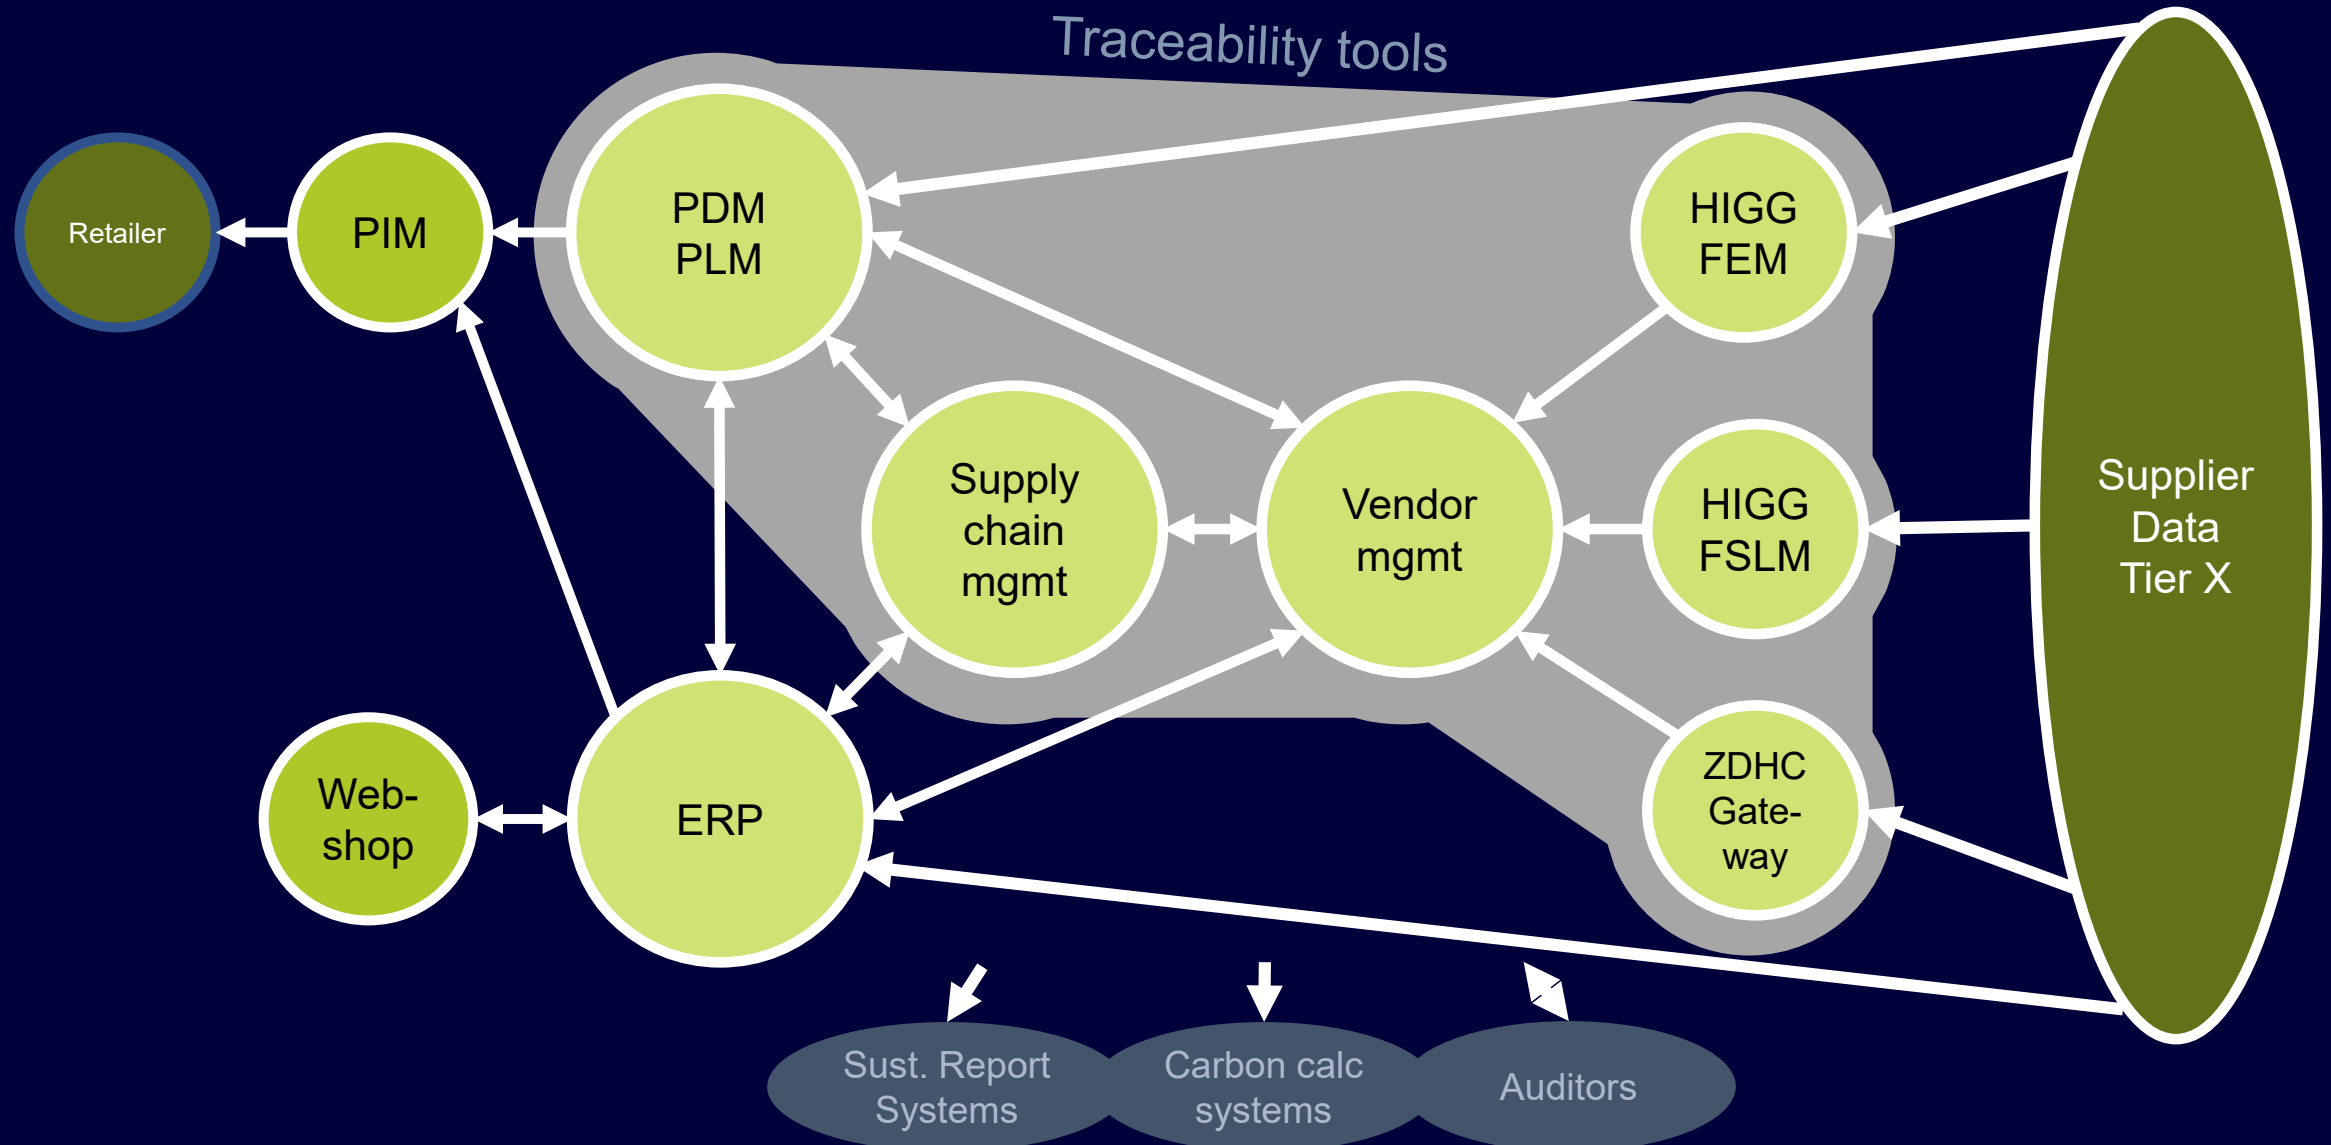 Traceability tools
Retailer
PIM
PDM
PLM
HIGG
FEM
Supply
chain
mgmt
Vendor
mgmt
HIGG
FSLM
Supplier
Data
Tier X
Web-
shop
ERP
ZDHC
Gate-
way
Sust. Report
Systems
Carbon calc
systems
Auditors